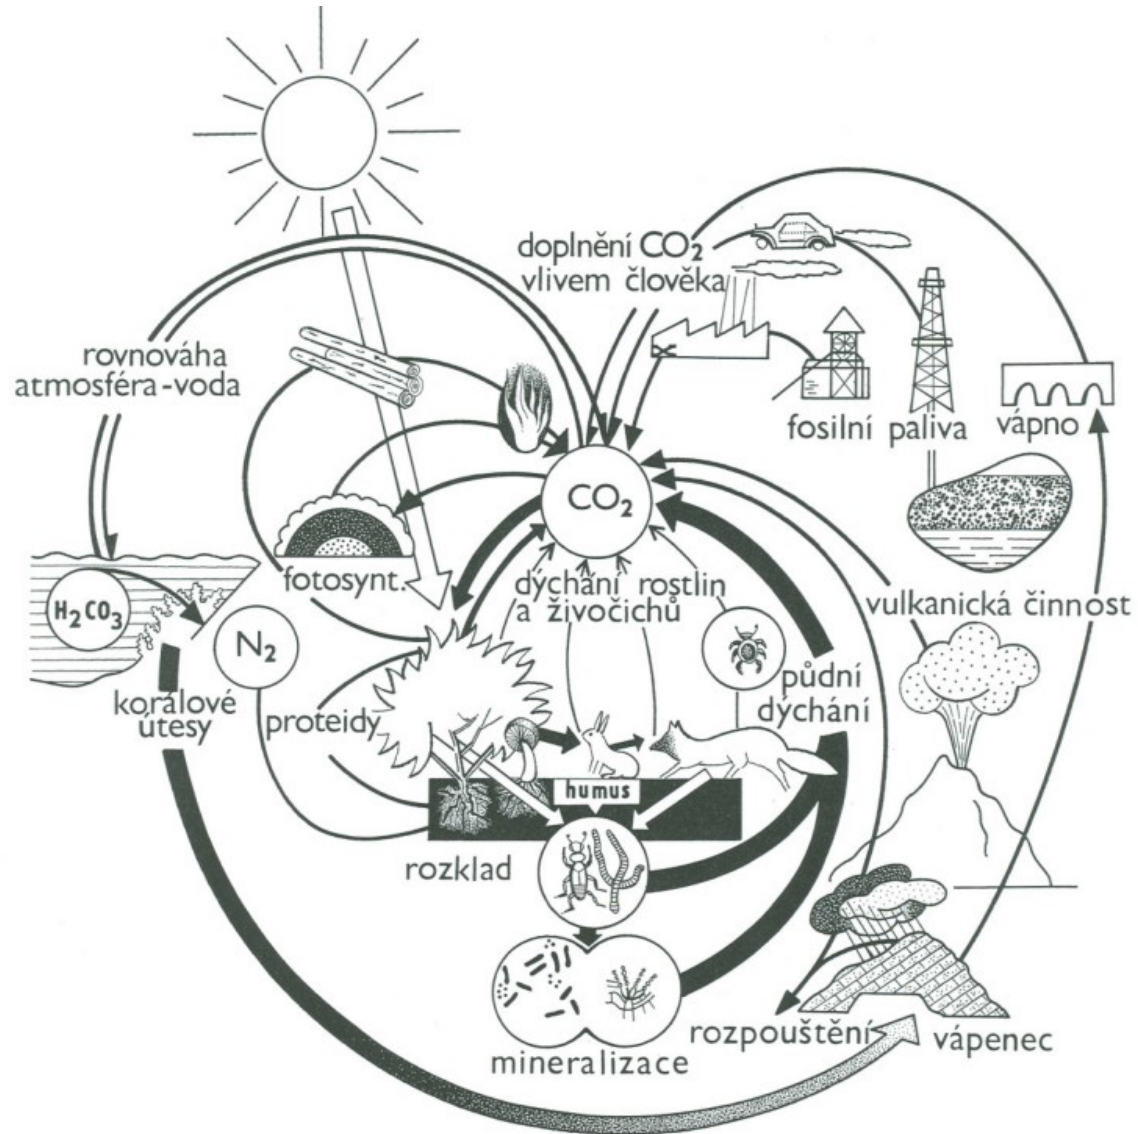 doplnění CO₂
vlivem člověka
rovnováha
atmosféra-voda
fosilní paliva
vápno
CO₂
fotosynt.
dýchání rostlin
a živočichů
vulkanická činnost
H₂CO₃
N₂
půdní
dýchání
korálové
útesy
proteidy
humus
rozklad
rozpouštění
vápenec
mineralizace